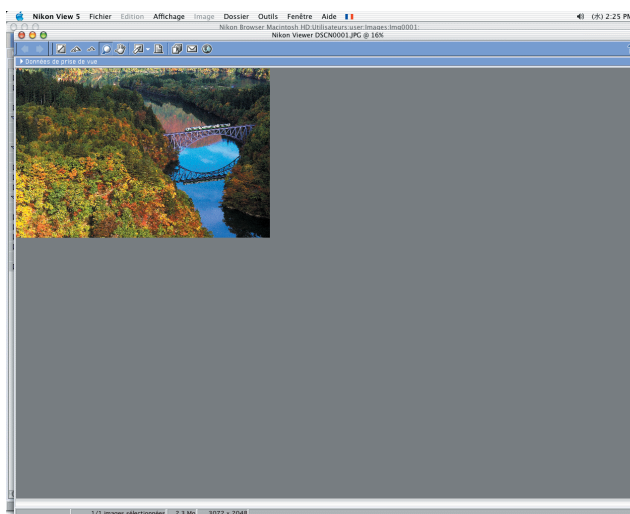 Nikon View 5 Fichier Edition Affichage Image Dossier Outils Fenêtre Aide (水) 2:25 PM
Nikon Browser Macintosh HD:Utilisateurs:user:Images:Img0001:
Nikon Viewer DSCN0001.JPG @ 16%
Données de prise de vue
1/1 images sélectionnées 2.3 Mo 3072 x 2048